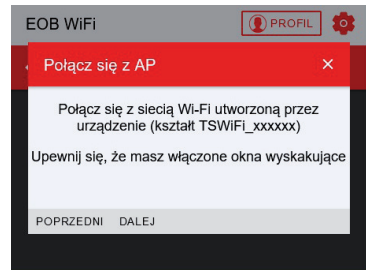 EOB WiFi
PROFIL
Połącz się z AP
Połącz się z siecią Wi-Fi utworzoną przez
urządzenie (kształt TSWiFi_xxxxxx)
Upewnij się, że masz włączone okna wyskakujące
POPRZEDNI DALEJ